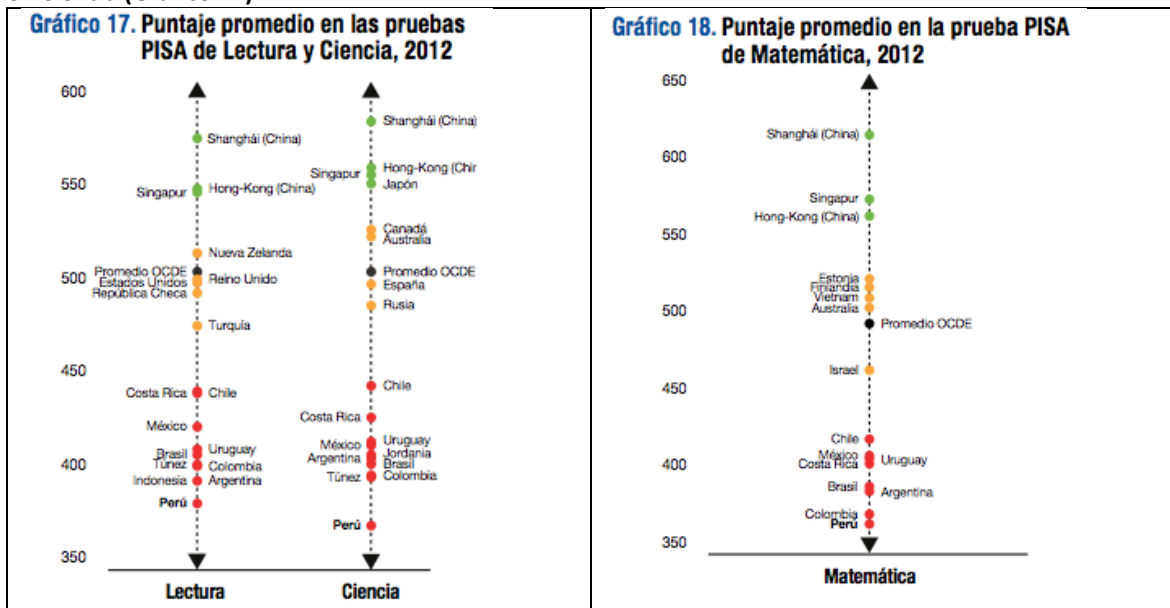 Gráfico 17. Puntaje promedio en las pruebas
PISA de Lectura y Ciencia, 2012
600
550
500
450
400
350
Shanghái (China)
Singapur
Hong-Kong (China)
Nueva Zelanda
Promedio OCDE
Reino Unido
Estados Unidos
República Checa
Turquía
Costa Rica
Chile
México
Uruguay
Brasil
Túnez
Colombia
Indonesia
Argentina
Perú
Lectura
Shanghái (China)
Hong-Kong (Chir
Singapur
Japón
Canadá
Australia
Promedio OCDE
España
Rusia
Chile
Costa Rica
Uruguay
México
Jordania
Argentina
Brasil
Túnez
Colombia
Perú
Ciencia
Gráfico 18. Puntaje promedio en la prueba PISA
de Matemática, 2012
650
600
550
500
450
400
350
Shanghái (China)
Singapur
Hong-Kong (China)
Estonia
Finlandia
Vietnam
Australia
Promedio OCDE
Israel
Chile
México
Uruguay
Costa Rica
Brasil
Argentina
Colombia
Perú
Matemática